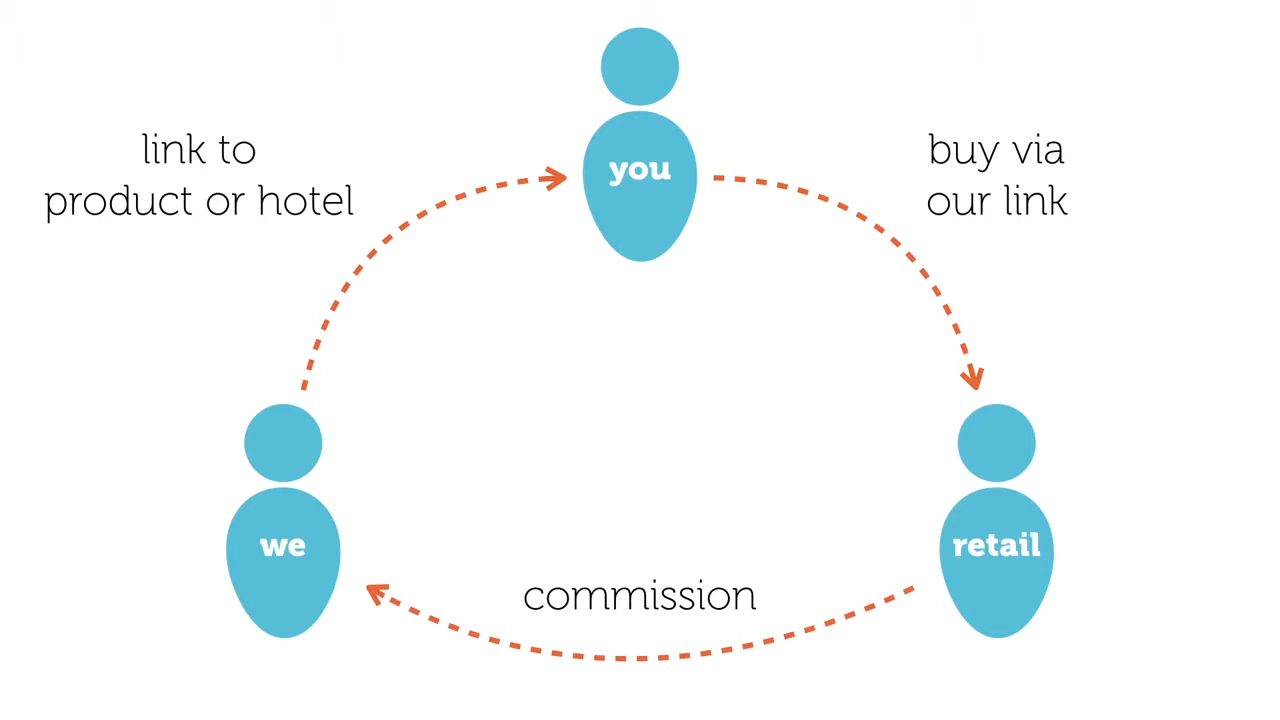 link to
product or hotel
you
buy via
our link
we
retail
commission